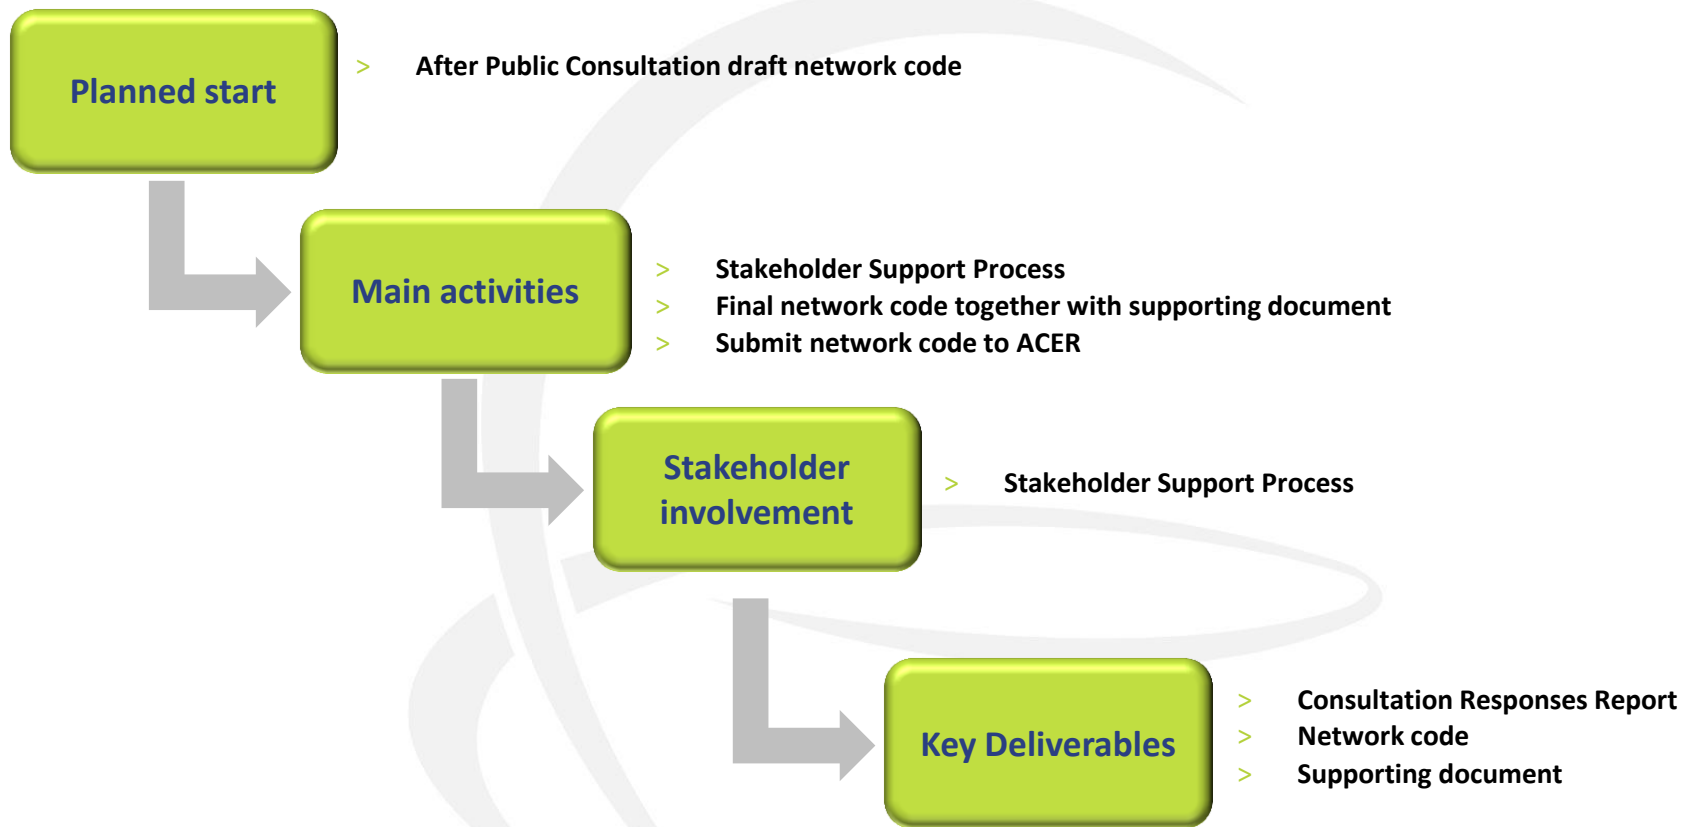 Planned start
> After Public Consultation draft network code
Main activities
> Stakeholder Support Process
> Final network code together with supporting document
> Submit network code to ACER
Stakeholder
involvement
> Stakeholder Support Process
Key Deliverables
> Consultation Responses Report
> Network code
> Supporting document